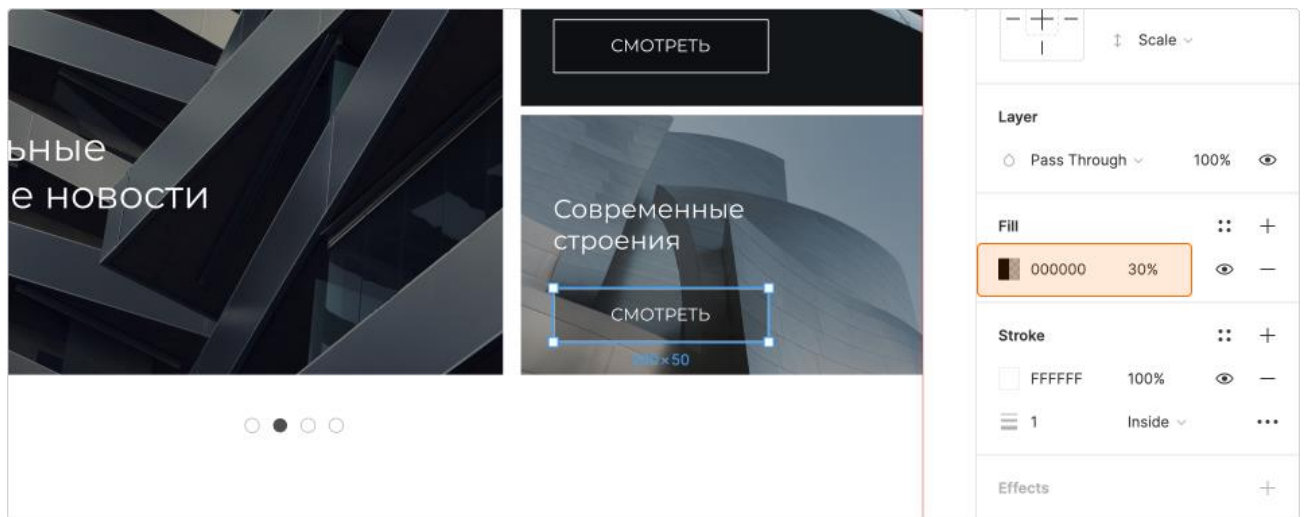 СМОТРЕТЬ
ьные
е новости
Современные
строения
СМОТРЕТЬ
× 50
Scale
Layer
Pass Through 100%
Fill
000000 30%
Stroke
FFFFFF 100%
1 Inside
Effects